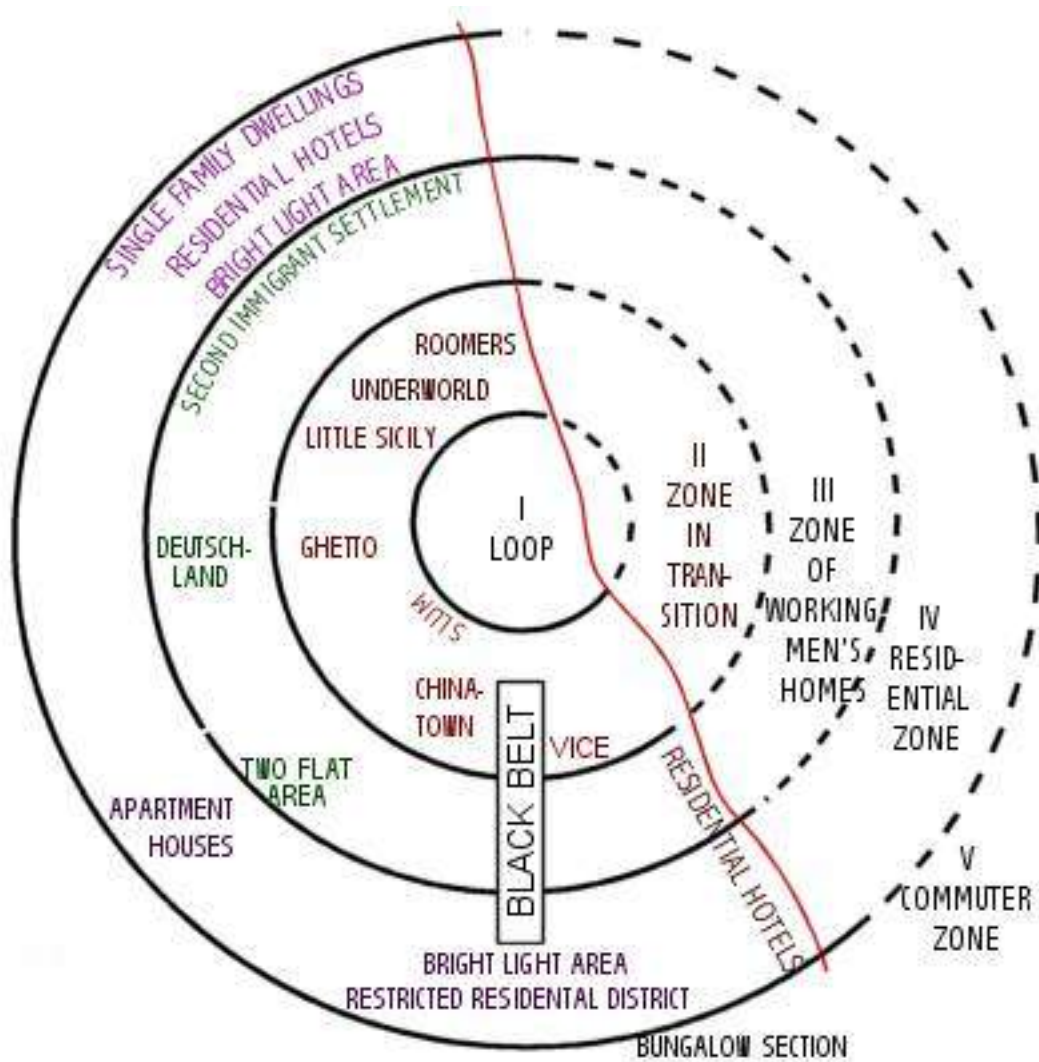 SINGLE FAMILY DWELLINGS
RESIDENTIAL HOTELS
BRIGHT LIGHT AREA
SECOND IMMIGRANT SETTLEMENT
ROOMERS
UNDERWORLD
LITTLE SICILY
I
LOOP
II
ZONE
IN
TRAN-
SITION
III
ZONE
OF
WORKING
MEN'S
HOMES
IV
RESID-
ENTIAL
ZONE
V
COMMUTER
ZONE
DEUTSCH-
LAND
GHETTO
SLUM
CHINA-
TOWN
BLACK BELT
VICE
RESIDENTIAL HOTELS
TWO FLAT
AREA
APARTMENT
HOUSES
BRIGHT LIGHT AREA
RESTRICTED RESIDENTAL DISTRICT
BUNGALOW SECTION